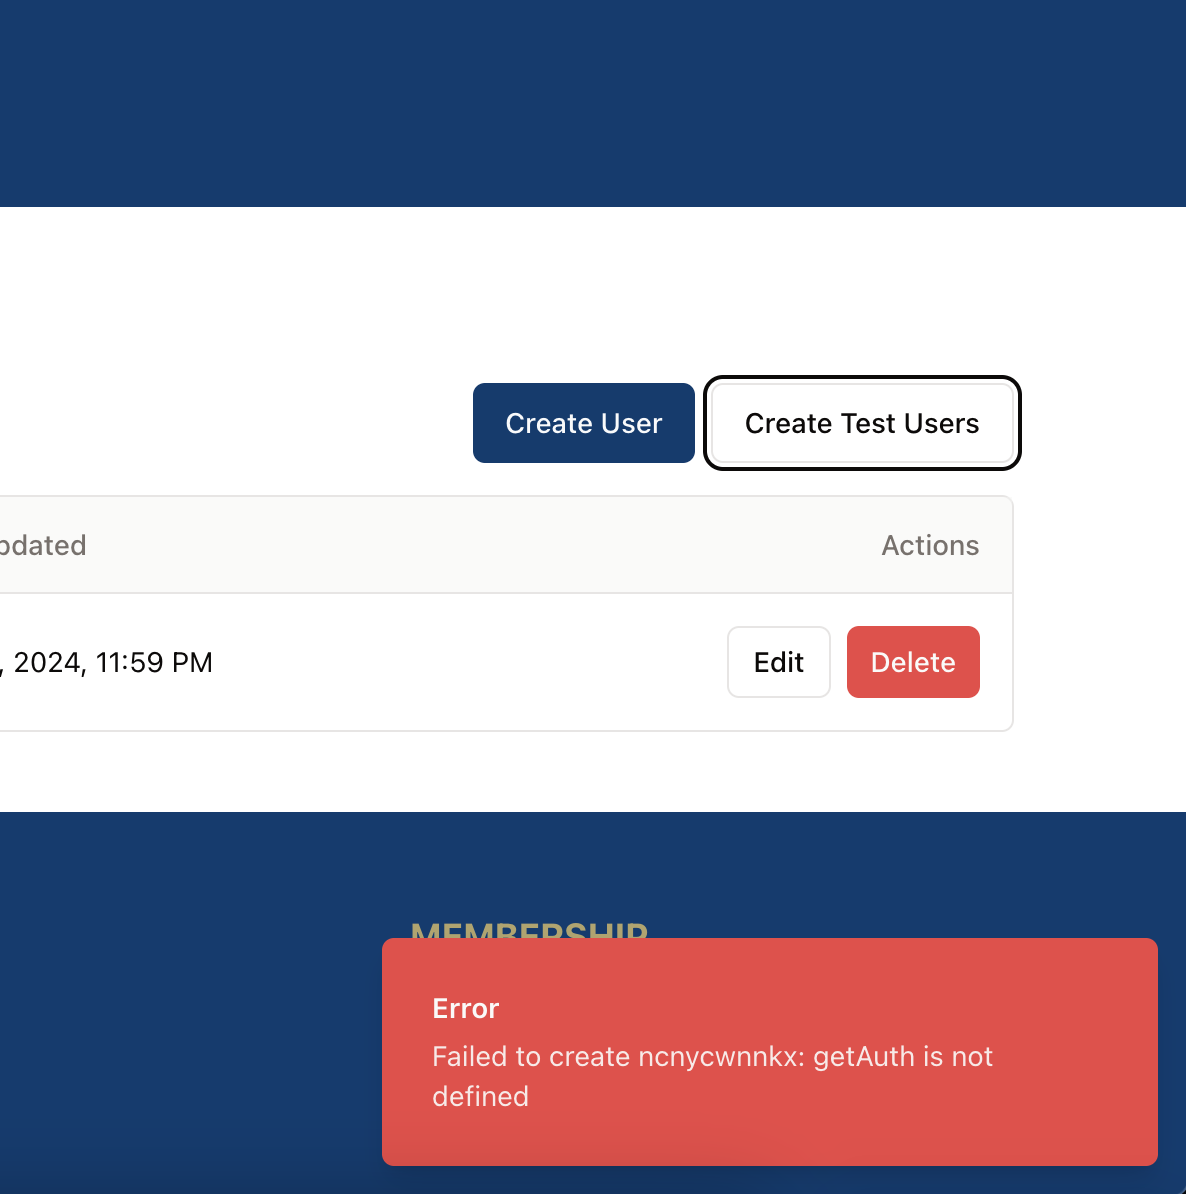 Create User
Create Test Users
pdated
Actions
, 2024, 11:59 PM
Edit
Delete
MEMBERSHIP
Error
Failed to create ncnycwnnkx: getAuth is not
defined